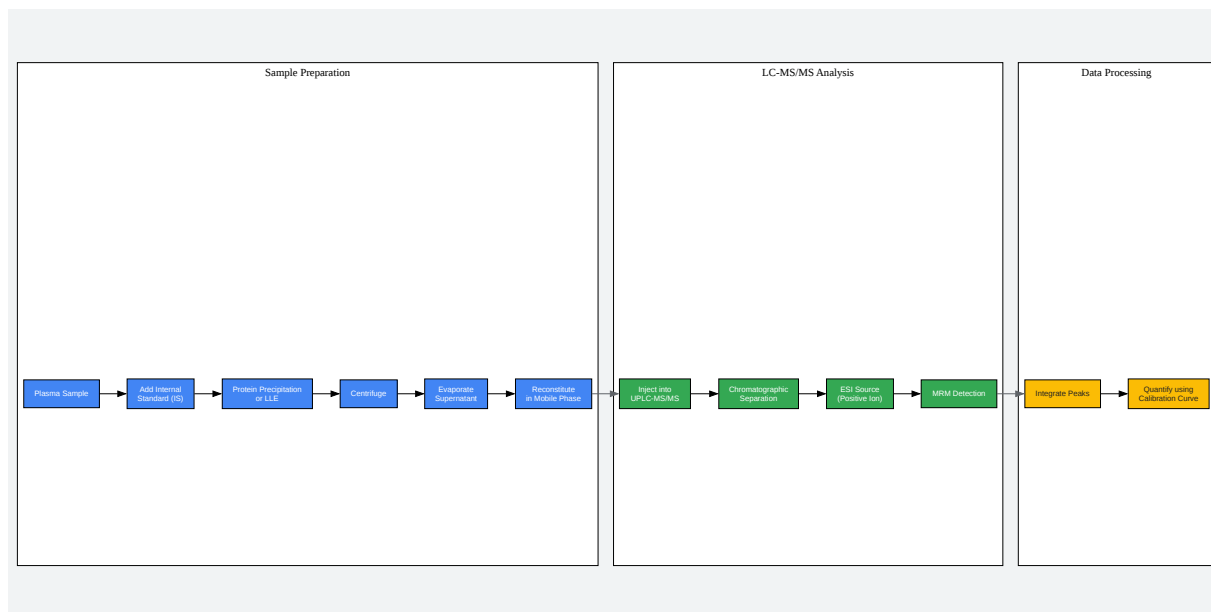 Sample Preparation
LC-MS/MS Analysis
Data Processing
Plasma Sample
Add Internal
Standard (IS)
Protein Precipitation
or LLE
Centrifuge
Evaporate
Supernatant
Reconstitute
in Mobile Phase
Inject into
UPLC-MS/MS
Chromatographic
Separation
ESI Source
(Positive Ion)
MRM Detection
Integrate Peaks
Quantify using
Calibration Curve